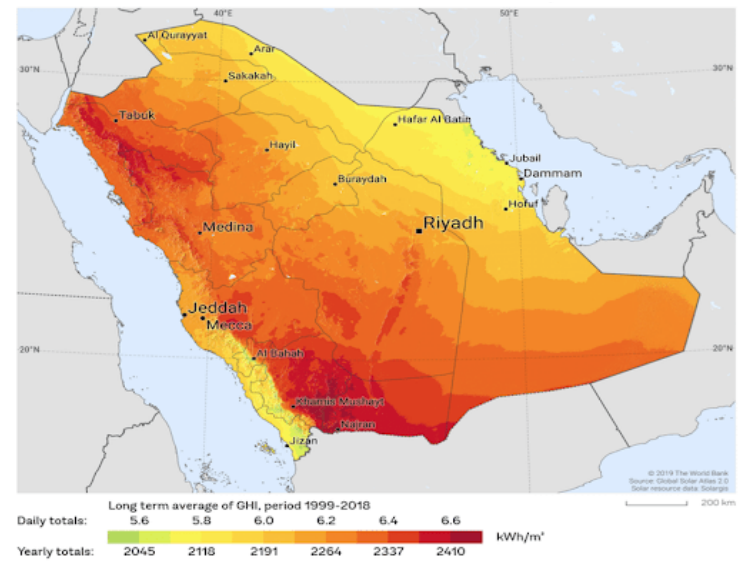 40°E
50°E
Al Qurayyat
Arar
30°N
30°N
Sakakah
Tabuk
Hafar Al Batin
Hayil
Jubail
Buraydah
Dammam
Hofuf
Medina
Riyadh
Jeddah
Mecca
20°N
20°N
Al Bahah
Khamis Mushayt
Najran
Jizan
© 2019 The World Bank
Source: Global Solar Atlas 2.0
Solar resource data: Solargis
200 km
Long term average of GHI, period 1999-2018
Daily totals: 5.6 5.8 6.0 6.2 6.4 6.6
kWh/m²
Yearly totals: 2045 2118 2191 2264 2337 2410